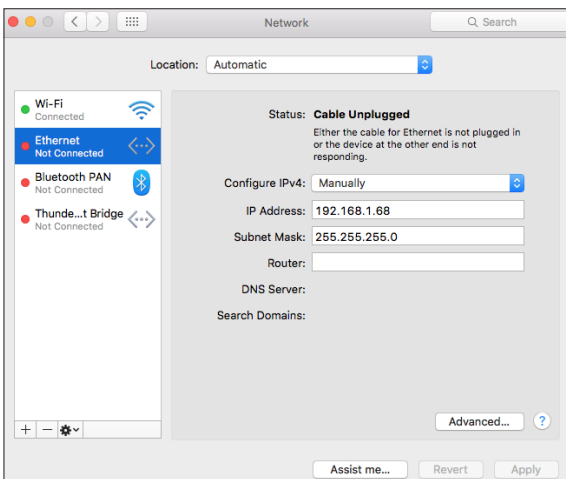 Network
Search
Location: Automatic
Wi-Fi
Connected
Ethernet
Not Connected
Bluetooth PAN
Not Connected
Thunde...t Bridge
Not Connected
Status: Cable Unplugged
Either the cable for Ethernet is not plugged in
or the device at the other end is not
responding.
Configure IPv4: Manually
IP Address: 192.168.1.68
Subnet Mask: 255.255.255.0
Router:
DNS Server:
Search Domains:
Advanced... ?
Assist me... Revert Apply